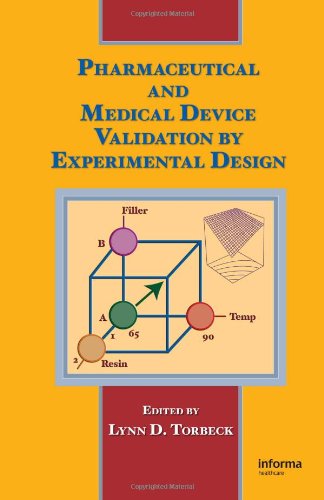 PHARMACEUTICAL
AND
MEDICAL DEVICE
VALIDATION BY
EXPERIMENTAL DESIGN
Filler
B
A
1
65
Temp
90
2
Resin
EDITED BY
LYNN D. TORBECK
informa
healthcare